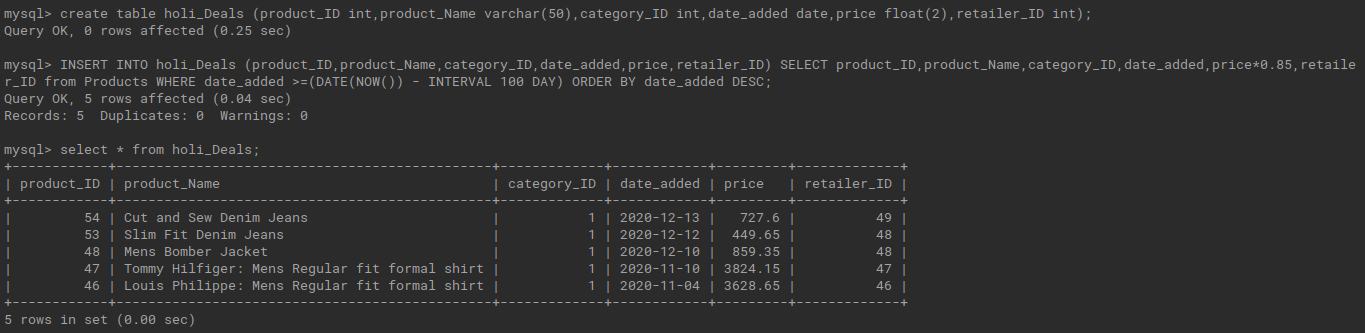 mysql> create table holi_Deals (product_ID int,product_Name varchar(50),category_ID int,date_added date,price float(2),retailer_ID int);
Query OK, 0 rows affected (0.25 sec)
mysql> INSERT INTO holi_Deals (product_ID,product_Name,category_ID,date_added,price,retailer_ID) SELECT product_ID,product_Name,category_ID,date_added,price*0.85,retaile
r_ID from Products WHERE date_added >=(DATE(NOW()) - INTERVAL 100 DAY) ORDER BY date_added DESC;
Query OK, 5 rows affected (0.04 sec)
Records: 5  Duplicates: 0  Warnings: 0
mysql> select * from holi_Deals;
+------------+----------------------------------------------+-------------+------------+---------+-------------+
| product_ID | product_Name                                 | category_ID | date_added | price   | retailer_ID |
+------------+----------------------------------------------+-------------+------------+---------+-------------+
|         54 | Cut and Sew Denim Jeans                      |           1 | 2020-12-13 |   727.6 |          49 |
|         53 | Slim Fit Denim Jeans                         |           1 | 2020-12-12 |  449.65 |          48 |
|         48 | Mens Bomber Jacket                           |           1 | 2020-12-10 |  859.35 |          48 |
|         47 | Tommy Hilfiger: Mens Regular fit formal shirt |           1 | 2020-11-10 | 3824.15 |          47 |
|         46 | Louis Philippe: Mens Regular fit formal shirt |           1 | 2020-11-04 | 3628.65 |          46 |
+------------+----------------------------------------------+-------------+------------+---------+-------------+
5 rows in set (0.00 sec)